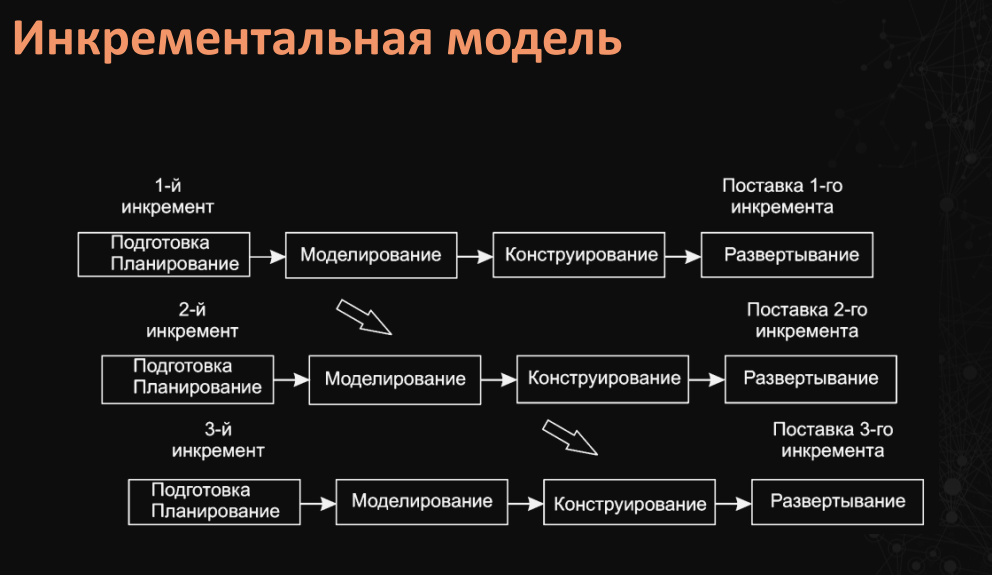 Инкрементальная модель
1-й
инкремент
Поставка 1-го
инкремента
Подготовка
Планирование
Моделирование
Конструирование
Развертывание
2-й
инкремент
Поставка 2-го
инкремента
Подготовка
Планирование
Моделирование
Конструирование
Развертывание
3-й
инкремент
Поставка 3-го
инкремента
Подготовка
Планирование
Моделирование
Конструирование
Развертывание